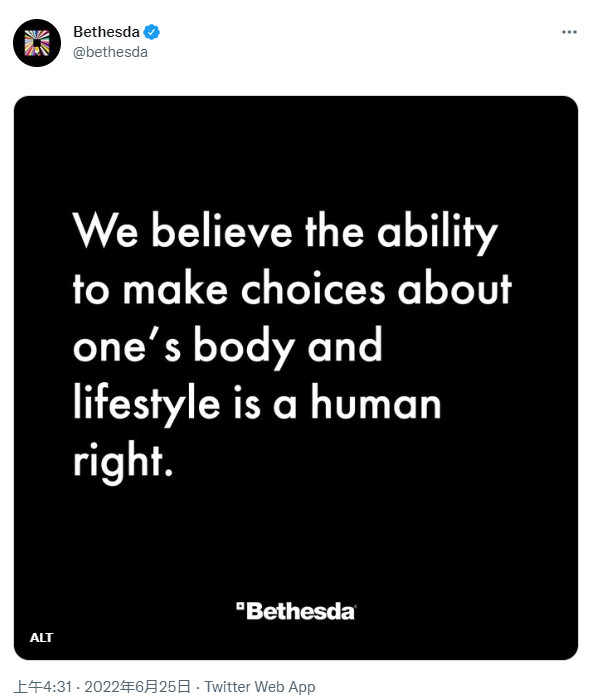 Bethesda
@bethesda
We believe the ability
to make choices about
one’s body and
lifestyle is a human
right.
Bethesda
ALT
上午4:31 · 2022年6月25日 · Twitter Web App